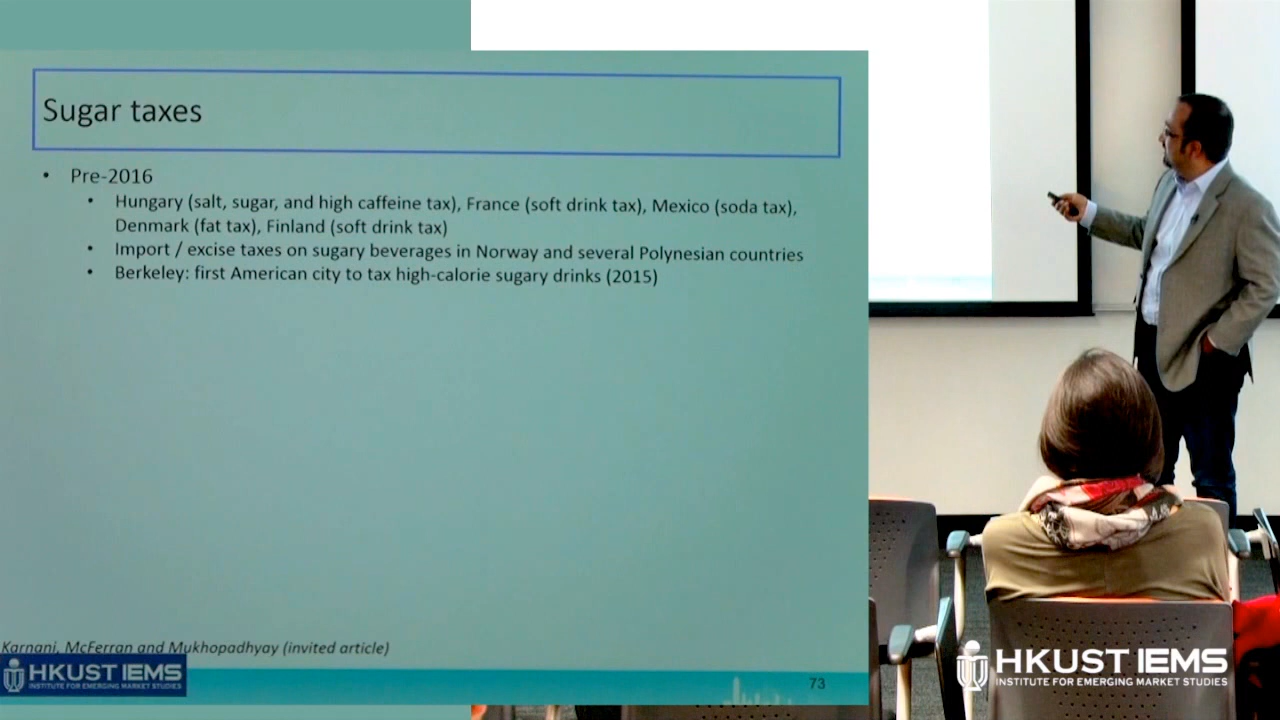 Sugar taxes
• Pre-2016
• Hungary (salt, sugar, and high caffeine tax), France (soft drink tax), Mexico (soda tax),
Denmark (fat tax), Finland (soft drink tax)
• Import / excise taxes on sugary beverages in Norway and several Polynesian countries
• Berkeley: first American city to tax high-calorie sugary drinks (2015)
Karnani, McFerran and Mukhopadhyay (invited article)
HKUST IEMS
INSTITUTE FOR EMERGING MARKET STUDIES
73
HKUST IEMS
INSTITUTE FOR EMERGING MARKET STUDIES